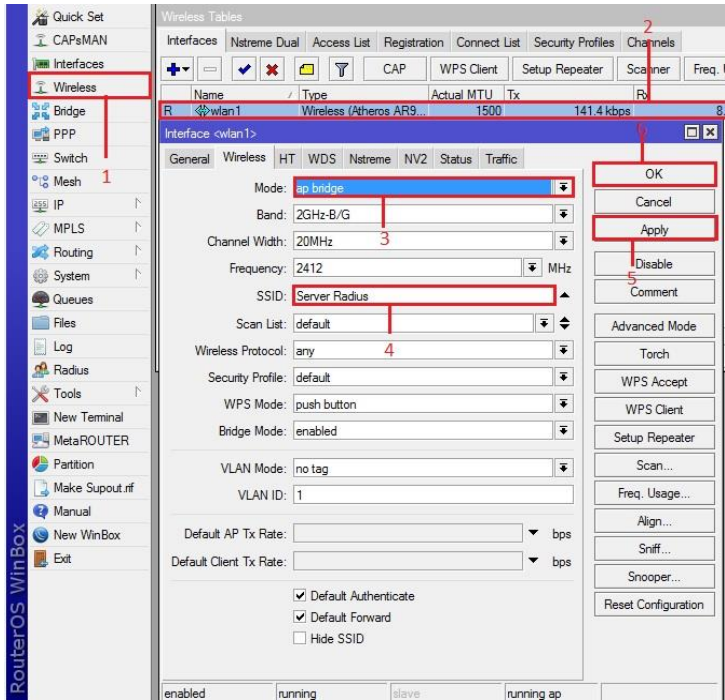 Quick Set
CAPsMAN
Interfaces
Wireless
Bridge
PPP
Switch
Mesh
1
IP
MPLS
Routing
System
Queues
Files
Log
Radius
Tools
New Terminal
MetaROUTER
Partition
Make Supout.rif
Manual
New WinBox
Exit
RouterOS WinBox
Wireless Tables
2
Interfaces Nstreme Dual Access List Registration Connect List Security Profiles Channels
CAP WPS Client Setup Repeater Scanner Freq.
Name / Type Actual MTU Tx Rx
R wlan1 Wireless (Atheros AR9... 1500 141.4 kbps 8.
Interface <wlan1>
General Wireless HT WDS Nstreme NV2 Status Traffic
Mode: ap bridge
3
Band: 2GHz-B/G
Channel Width: 20MHz
Frequency: 2412 MHz
SSID: Server Radius
4
Scan List: default
Wireless Protocol: any
Security Profile: default
WPS Mode: push button
Bridge Mode: enabled
VLAN Mode: no tag
VLAN ID: 1
Default AP Tx Rate: bps
Default Client Tx Rate: bps
Default Authenticate
Default Forward
Hide SSID
OK
Cancel
Apply
5
Disable
Comment
Advanced Mode
Torch
WPS Accept
WPS Client
Setup Repeater
Scan...
Freq. Usage...
Align...
Sniff...
Snooper...
Reset Configuration
enabled running slave running ap